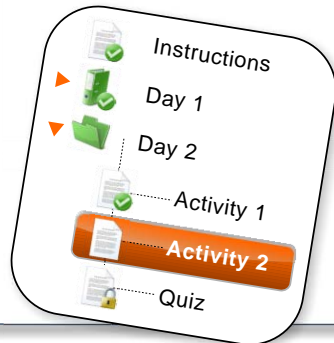 Instructions
Day 1
Day 2
Activity 1
Activity 2
Quiz